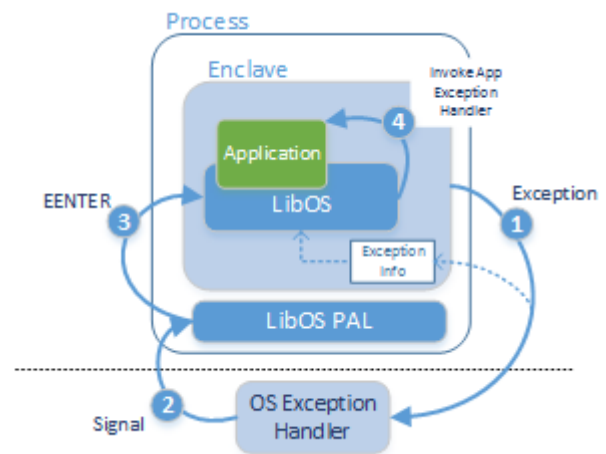 Process
Enclave
Invoke App
Exception
Handler
4
Application
EENTER
Exception
3
LibOS
1
Exception
Info
LibOS PAL
2
OS Exception
Handler
Signal